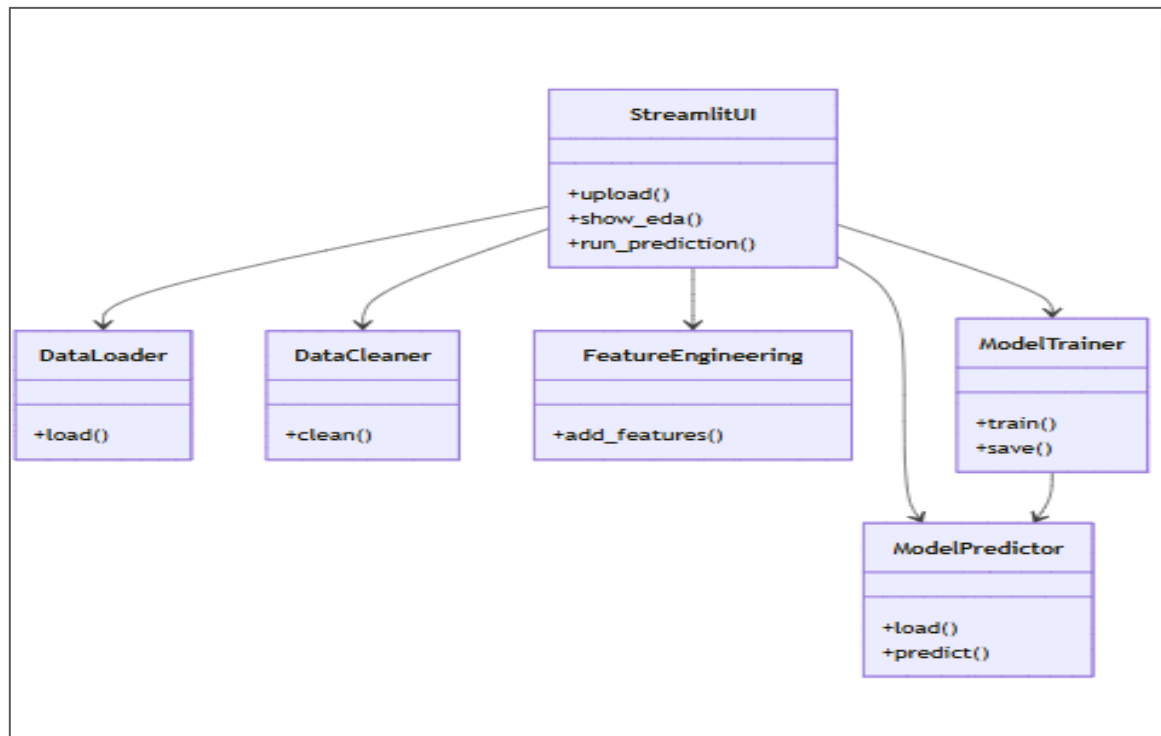 StreamlitUI
+upload()
+show_eda()
+run_prediction()
DataLoader
+load()
DataCleaner
+clean()
FeatureEngineering
+add_features()
ModelTrainer
+train()
+save()
ModelPredictor
+load()
+predict()